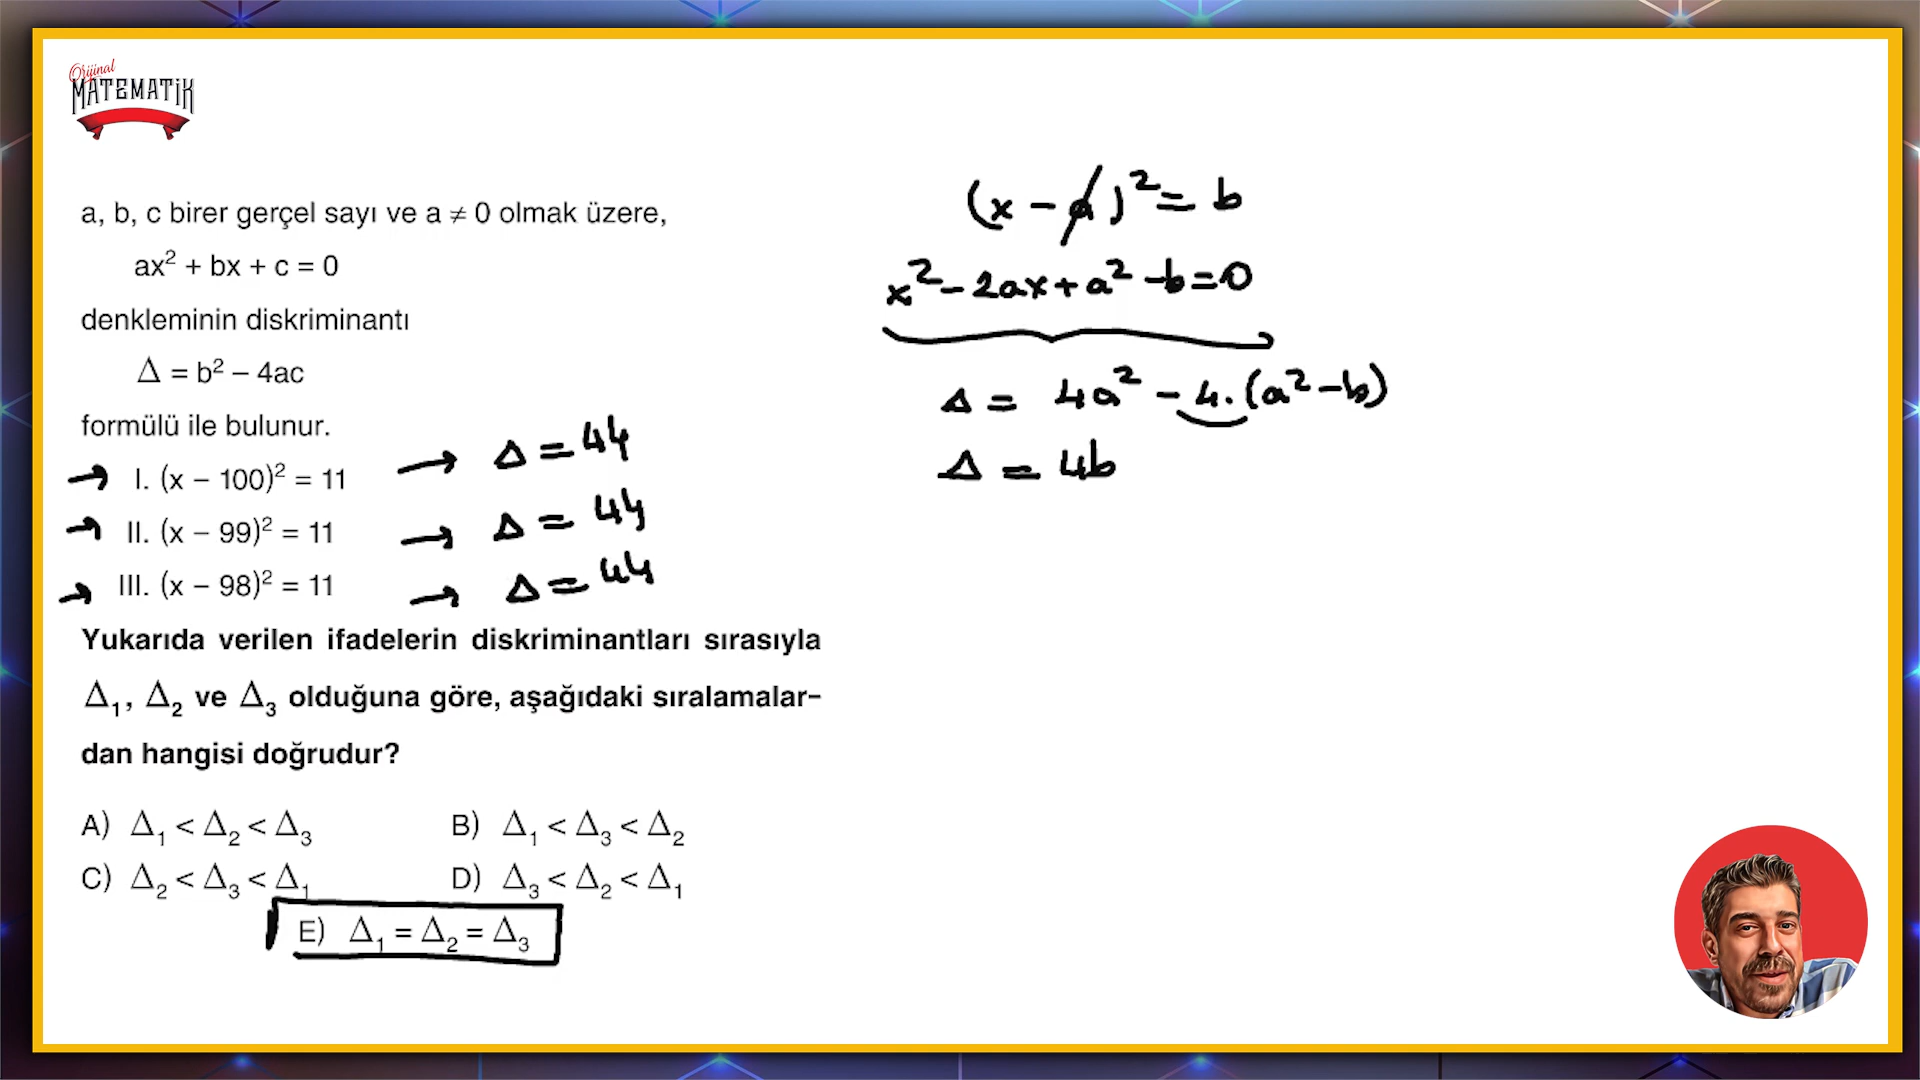 Orijinal
MATEMATİK
a, b, c birer gerçel sayı ve a ≠ 0 olmak üzere,
ax² + bx + c = 0
denkleminin diskriminantı
Δ = b² – 4ac
formülü ile bulunur.
→ I. (x – 100)² = 11 → Δ = 44
→ II. (x – 99)² = 11 → Δ = 44
→ III. (x – 98)² = 11 → Δ = 44
Yukarıda verilen ifadelerin diskriminantları sırasıyla
Δ₁, Δ₂ ve Δ₃ olduğuna göre, aşağıdaki sıralamalar-
dan hangisi doğrudur?
A) Δ₁ < Δ₂ < Δ₃ B) Δ₁ < Δ₃ < Δ₂
C) Δ₂ < Δ₃ < Δ₁ D) Δ₃ < Δ₂ < Δ₁
E) Δ₁ = Δ₂ = Δ₃
(x – a)² = b
x² – 2ax + a² – b = 0
Δ = 4a² – 4.(a² – b)
Δ = 4b